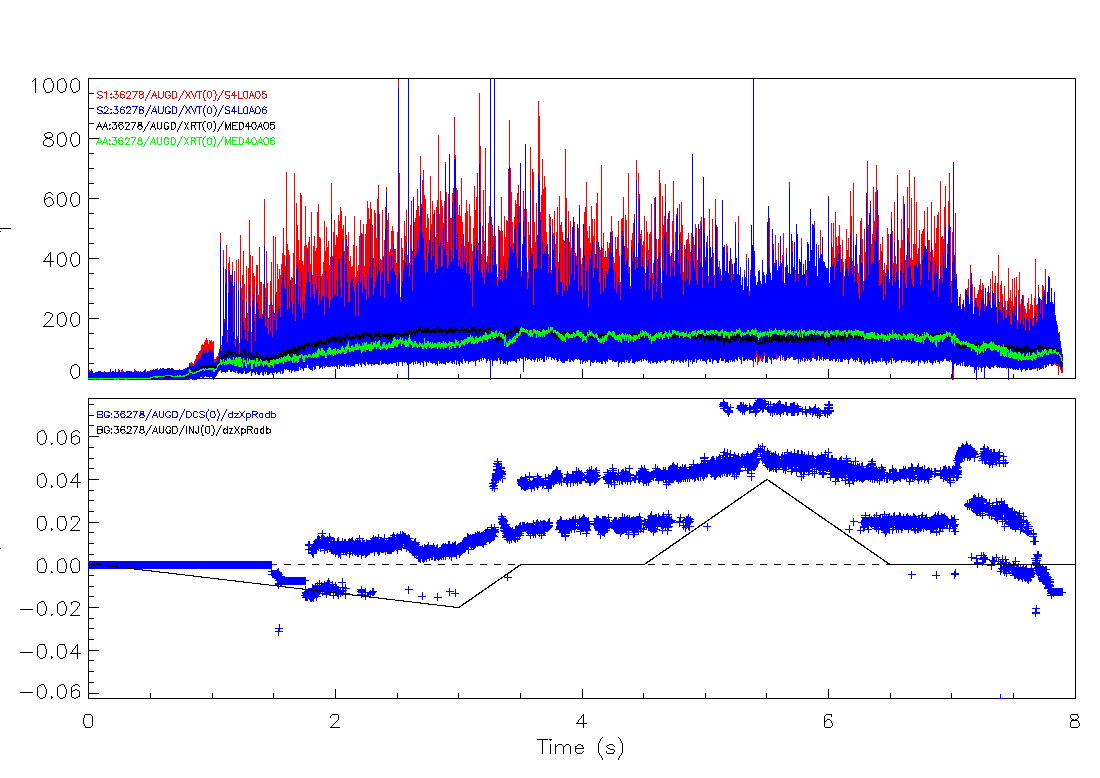 1000
S1:36278/AUGD/XVT(0)/S4L0A05
S2:36278/AUGD/XVT(0)/S4L0A06
AA:36278/AUGD/XRT(0)/MED40A05
800
AA:36278/AUGD/XRT(0)/MED40A06
600
400
200
0
BG:36278/AUGD/DCS(0)/dzXpRadb
BG:36278/AUGD/INJ(0)/dzXpRadb
0.06
0.04
0.02
0.00
−0.02
−0.04
−0.06
0 2 4 6 8
Time (s)